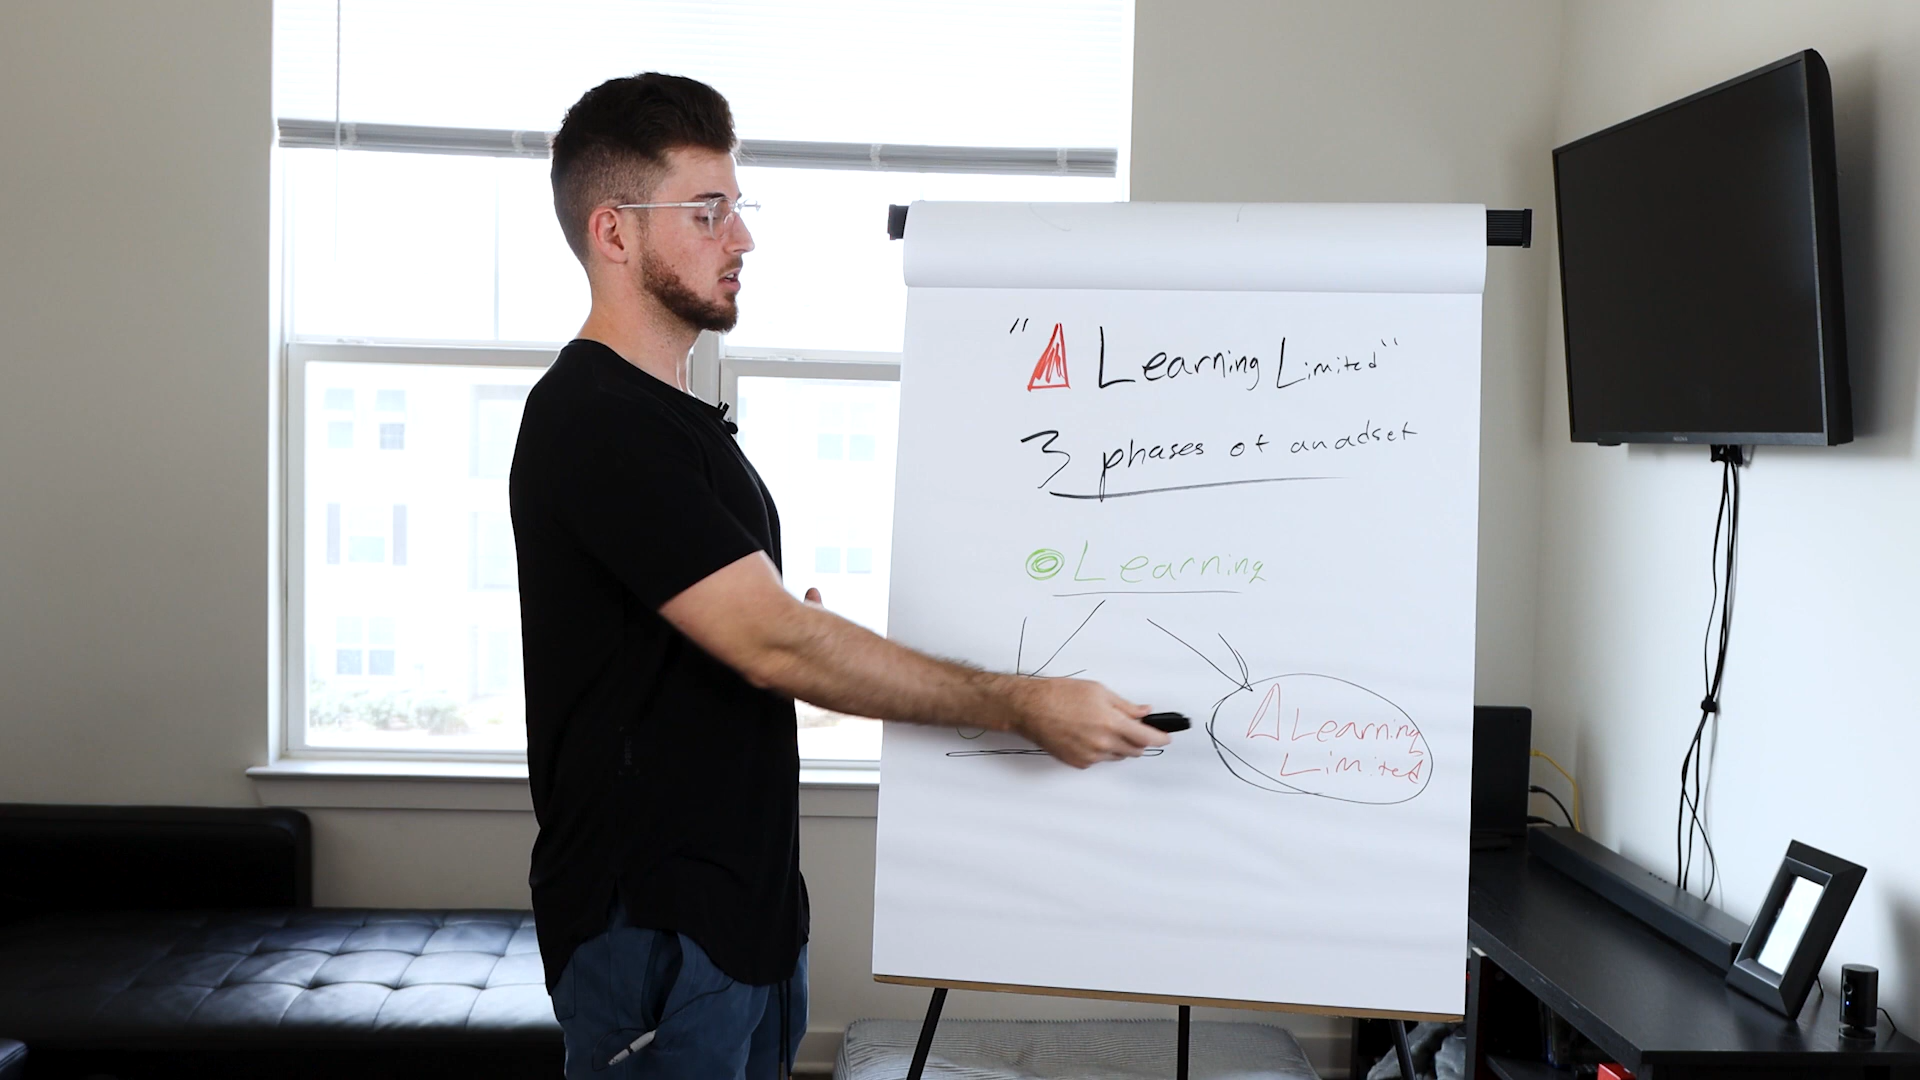 " Learning Limited"
3 phases of an adset
Learning
Learning
Limited